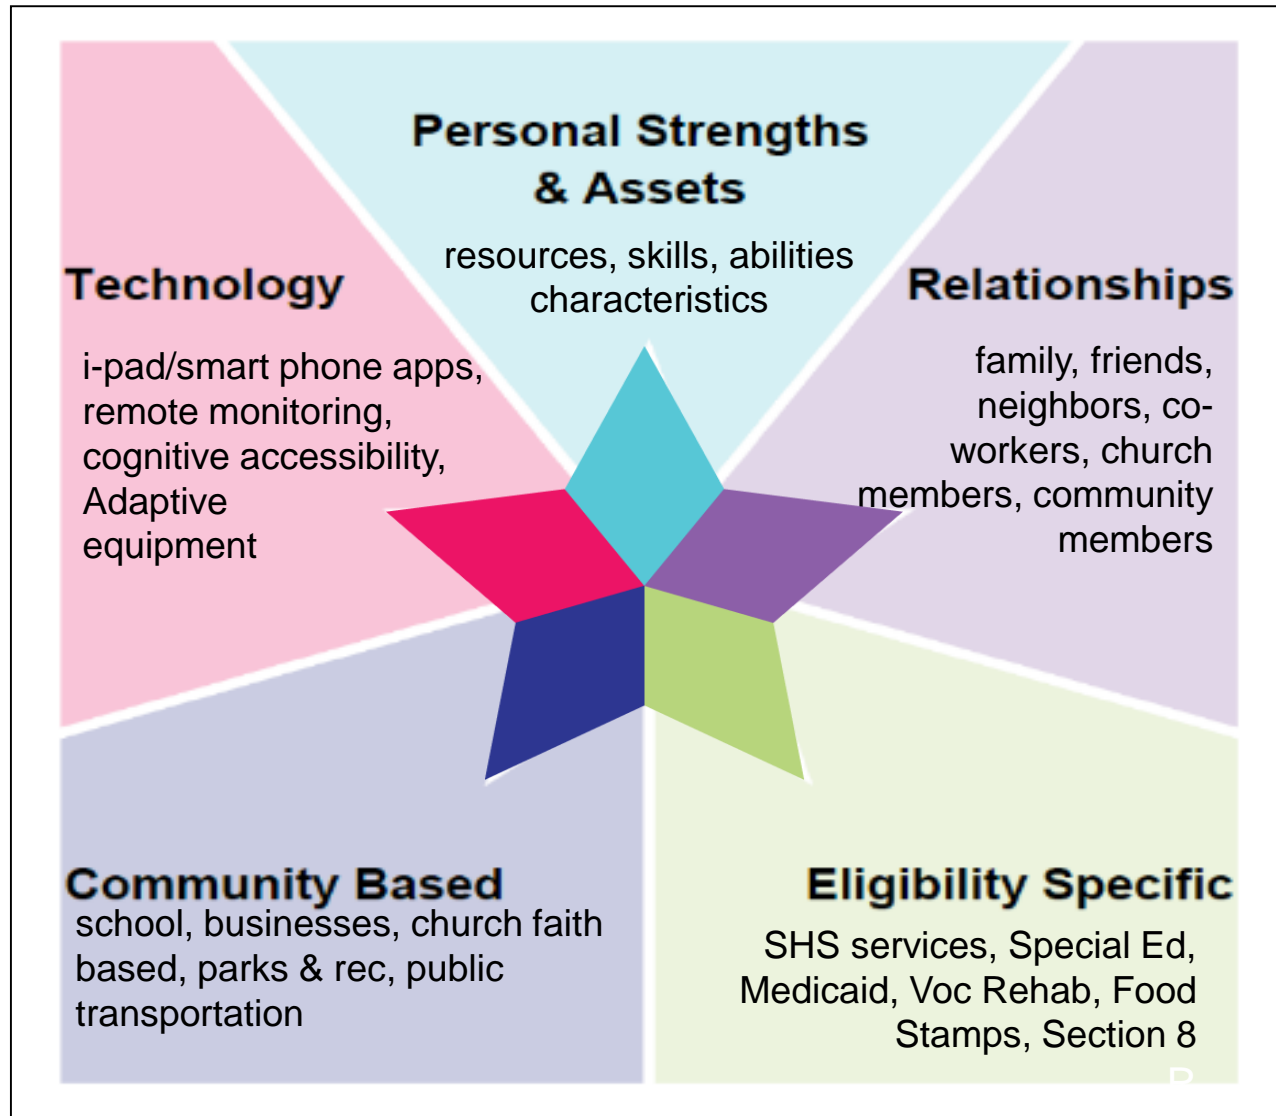 Personal Strengths
& Assets
resources, skills, abilities
characteristics
Technology
i-pad/smart phone apps,
remote monitoring,
cognitive accessibility,
Adaptive
equipment
Relationships
family, friends,
neighbors, co-
workers, church
members, community
members
Community Based
school, businesses, church faith
based, parks & rec, public
transportation
Eligibility Specific
SHS services, Special Ed,
Medicaid, Voc Rehab, Food
Stamps, Section 8